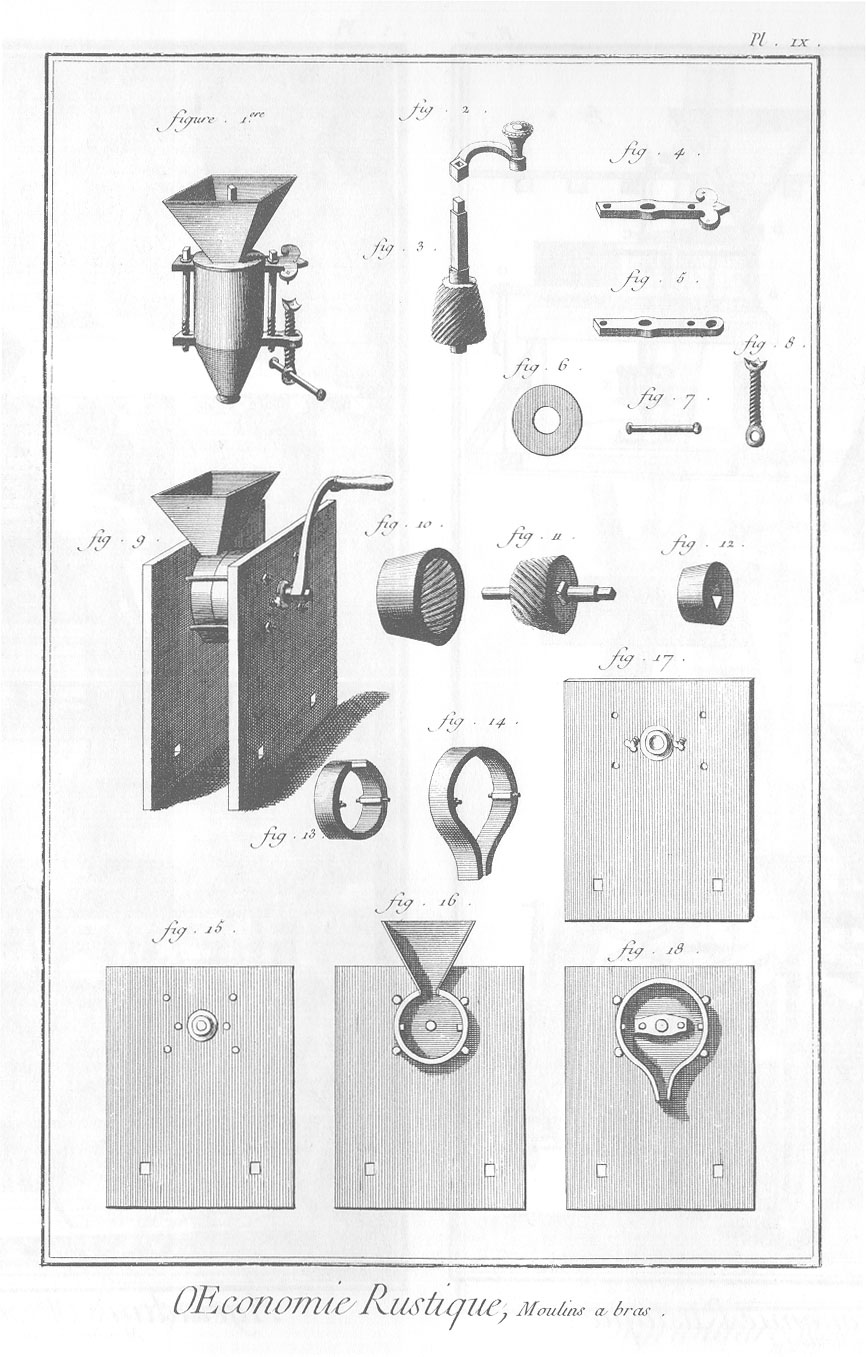 Pl . IX .
figure . 1.ere
fig . 2 .
fig . 4 .
fig . 3 .
fig . 5 .
fig . 8 .
fig . 6 .
fig . 7 .
fig . 9 .
fig . 10 .
fig . 11 .
fig . 12 .
fig . 17 .
fig . 14 .
fig . 13 .
fig . 16 .
fig . 15 .
fig . 18 .
OEconomie Rustique, Moulins a bras .